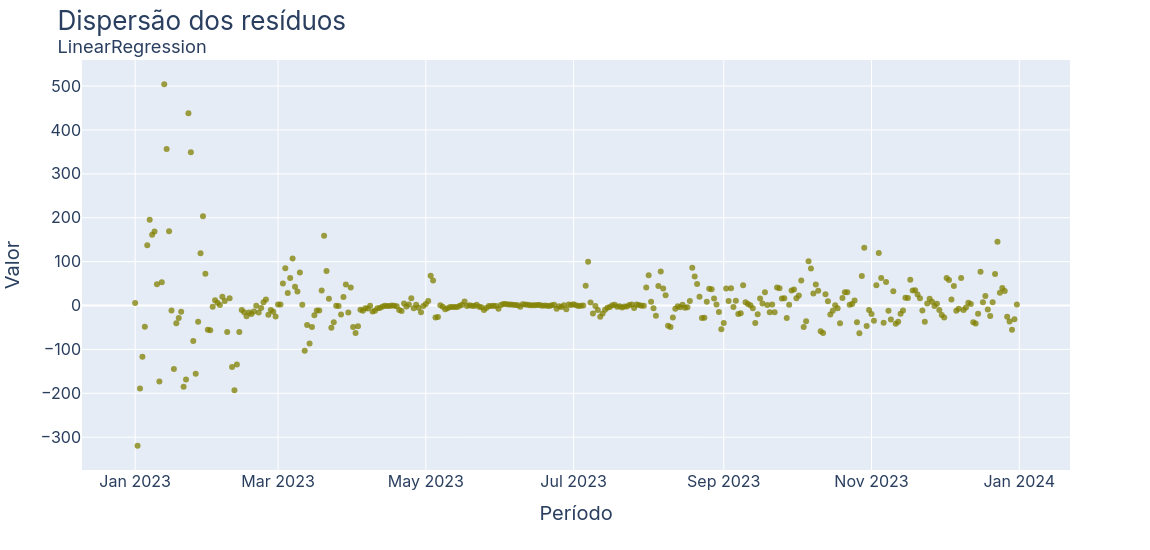 Dispersão dos resíduos
LinearRegression
Valor
500
400
300
200
100
0
−100
−200
−300
Jan 2023
Mar 2023
May 2023
Jul 2023
Sep 2023
Nov 2023
Jan 2024
Período